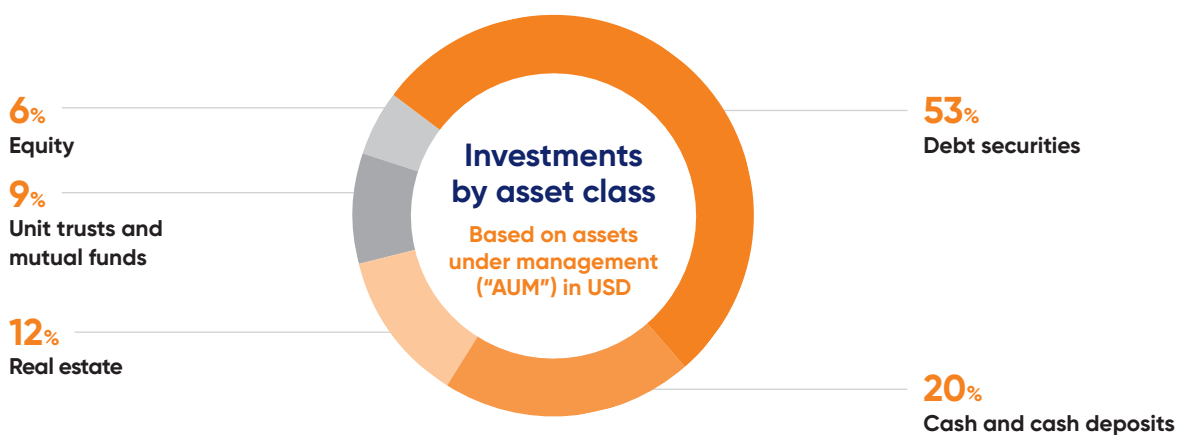 6%
Equity
9%
Unit trusts and
mutual funds
12%
Real estate
Investments
by asset class
Based on assets
under management
(“AUM”) in USD
53%
Debt securities
20%
Cash and cash deposits